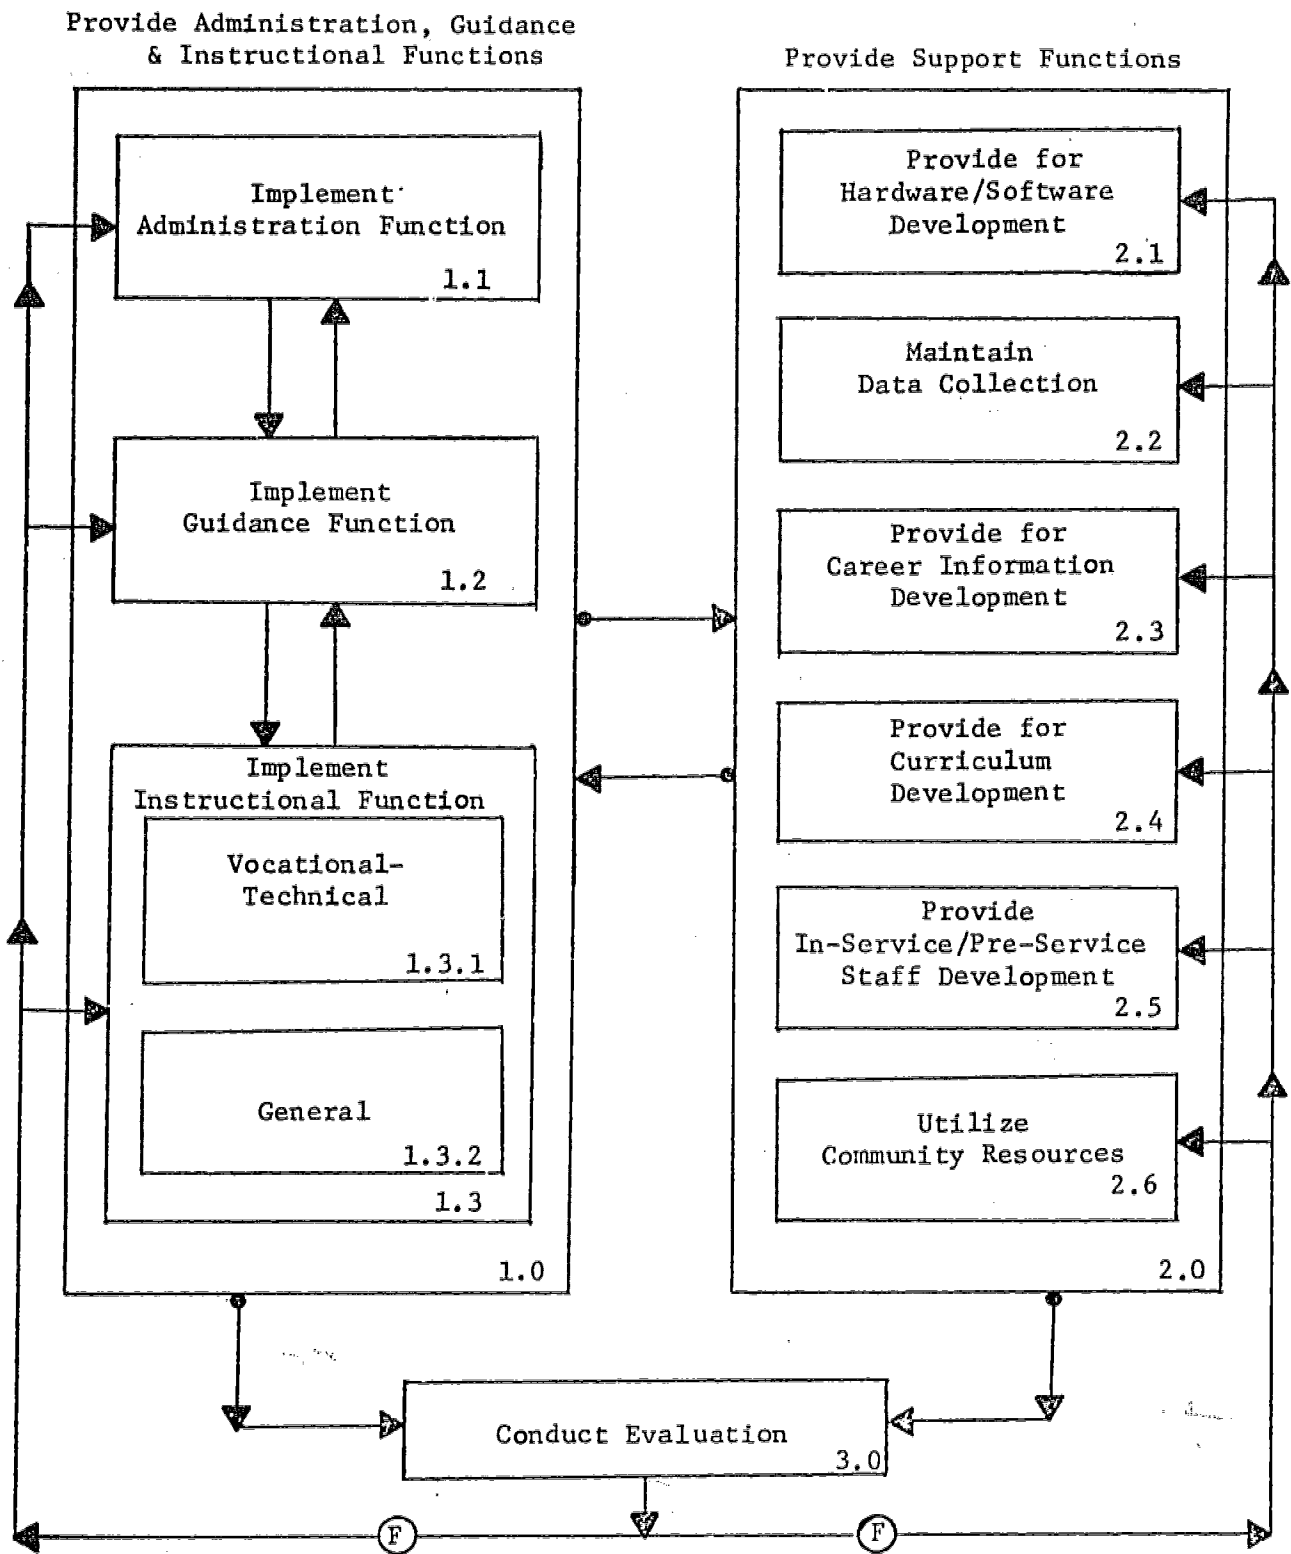 Provide Administration, Guidance
& Instructional Functions
Implement
Administration Function
1.1
Implement
Guidance Function
1.2
Implement
Instructional Function
Vocational-
Technical
1.3.1
General
1.3.2
1.3
1.0
Provide Support Functions
Provide for
Hardware/Software
Development
2.1
Maintain
Data Collection
2.2
Provide for
Career Information
Development
2.3
Provide for
Curriculum
Development
2.4
Provide
In-Service/Pre-Service
Staff Development
2.5
Utilize
Community Resources
2.6
2.0
Conduct Evaluation
3.0
F
F